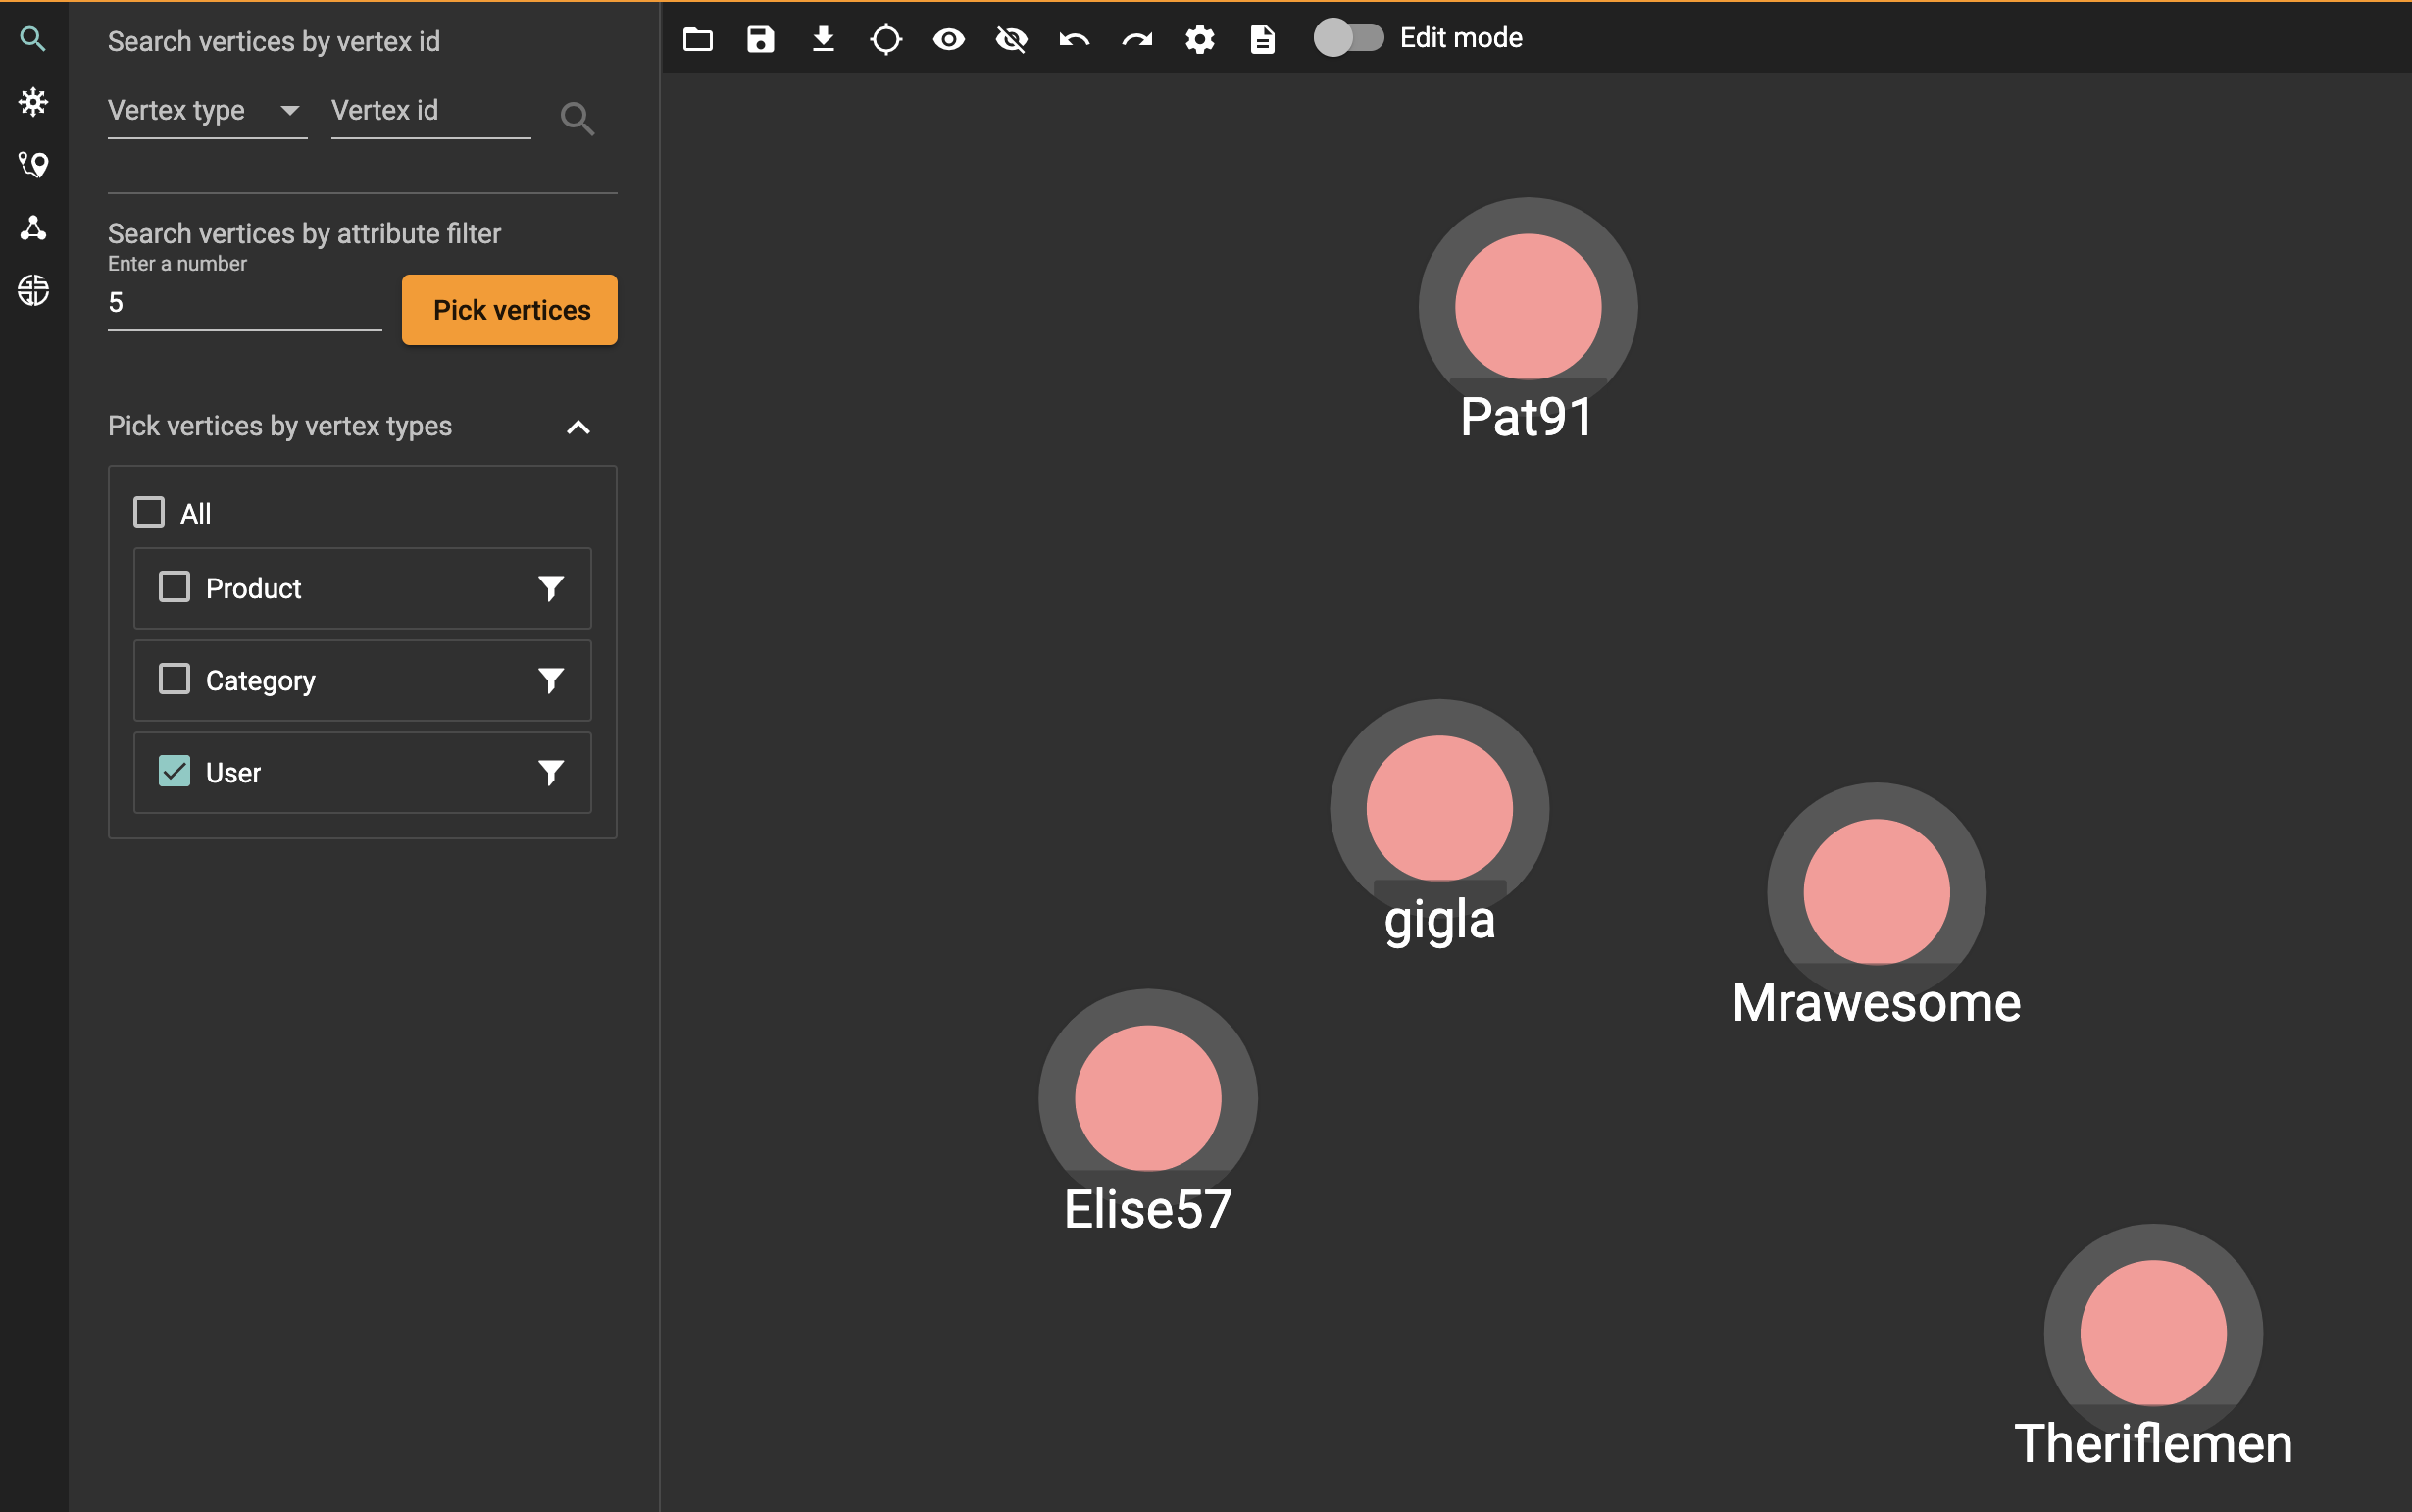 Search vertices by vertex id
Vertex type
Vertex id
Search vertices by attribute filter
Enter a number
5
Pick vertices
Pick vertices by vertex types
All
Product
Category
User
Edit mode
Pat91
gigla
Mrawesome
Elise57
Theriflemen